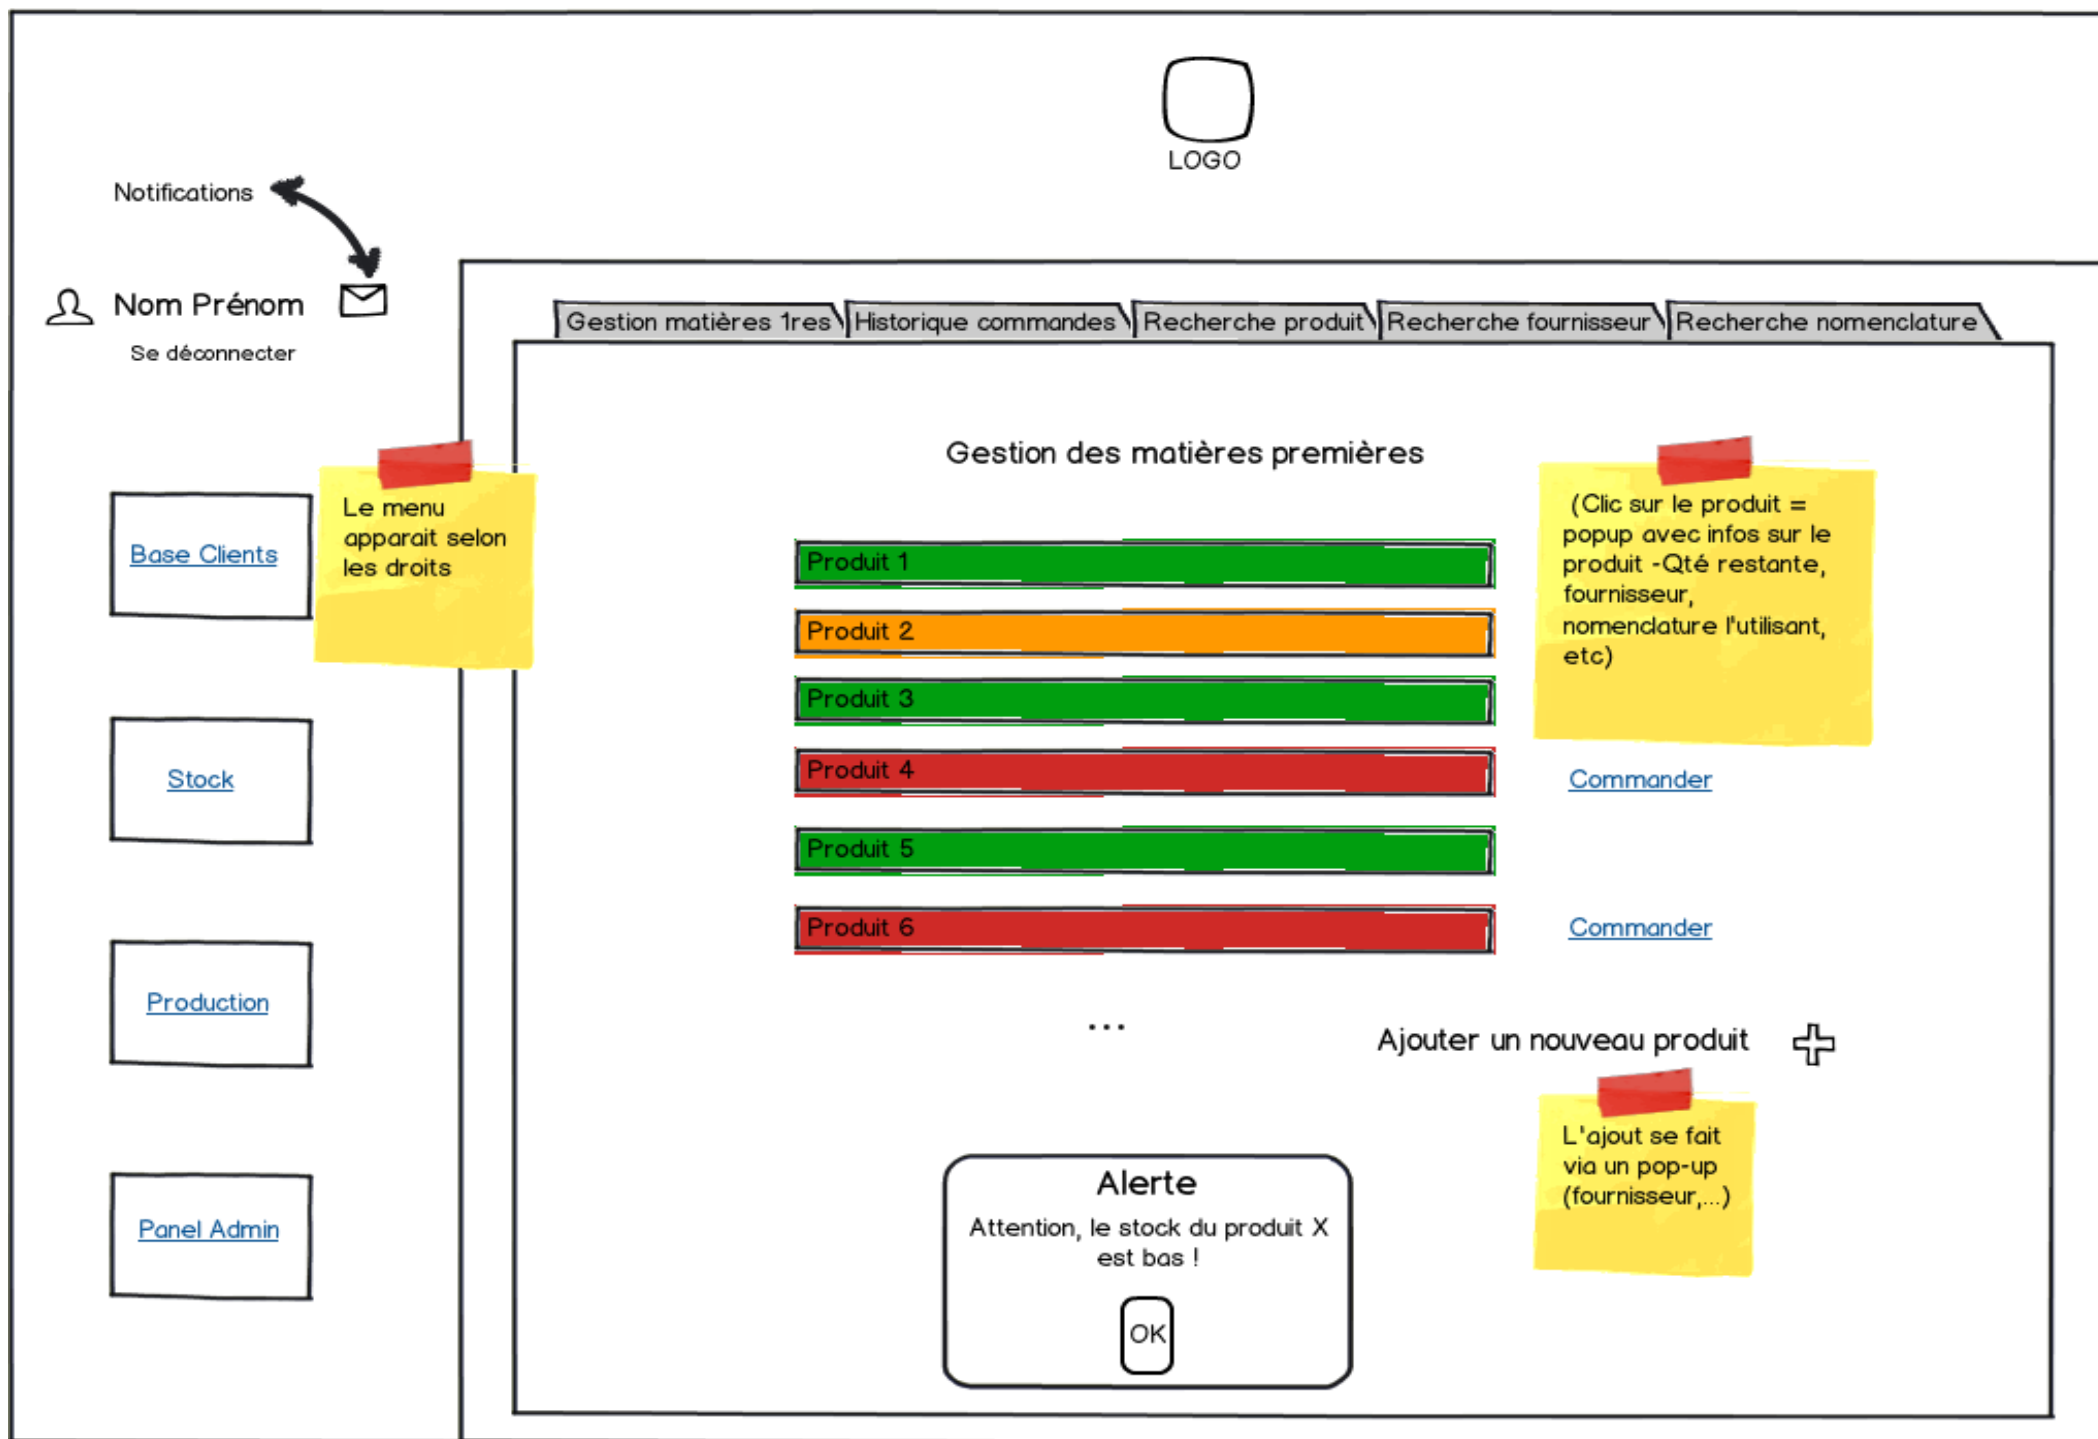 LOGO
Notifications
Nom Prénom
Se déconnecter
Gestion matières 1res
Historique commandes
Recherche produit
Recherche fournisseur
Recherche nomenclature
Le menu
apparait selon
les droits
Base Clients
Stock
Production
Panel Admin
Gestion des matières premières
Produit 1
Produit 2
Produit 3
Produit 4
Commander
Produit 5
Produit 6
Commander
(Clic sur le produit =
popup avec infos sur le
produit -Qté restante,
fournisseur,
nomenclature l'utilisant,
etc)
...
Ajouter un nouveau produit
L'ajout se fait
via un pop-up
(fournisseur,...)
Alerte
Attention, le stock du produit X
est bas !
OK